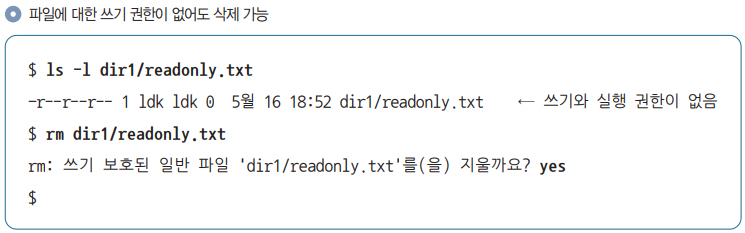 파일에 대한 쓰기 권한이 없어도 삭제 가능
$ ls -l dir1/readonly.txt
-r--r--r-- 1 ldk ldk 0  5월 16 18:52 dir1/readonly.txt   ← 쓰기와 실행 권한이 없음
$ rm dir1/readonly.txt
rm: 쓰기 보호된 일반 파일 'dir1/readonly.txt'를(을) 지울까요? yes
$